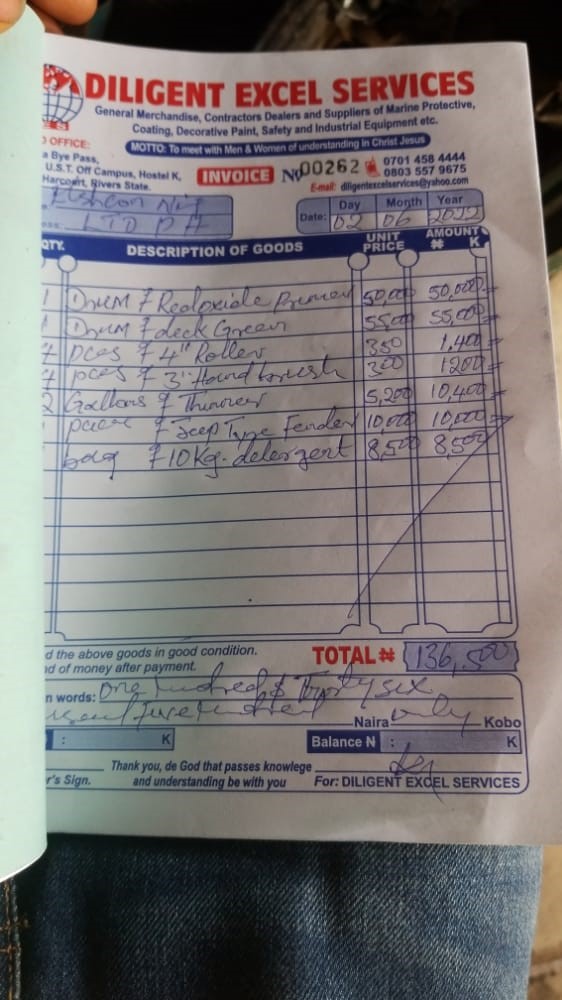 DILIGENT EXCEL SERVICES
General Merchandise, Contractors Dealers and Suppliers of Marine Protective,
Coating, Decorative Paint, Safety and Industrial Equipment etc.
MOTTO: To meet with Men & Women of understanding in Christ Jesus
OFFICE:
a Bye Pass,
U.S.T. Off Campus, Hostel K,
Harcourt, Rivers State.
INVOICE No 00262
0701 458 4444
0803 557 9675
E-mail: diligentexcelservices@yahoo.com
LTD PH
Day Month Year
Date: 02 06 2022
QTY. DESCRIPTION OF GOODS UNIT PRICE AMOUNT ₦ K
1 Drum of Redoxide Primer 50,000 50,000=
1 Drum of deck Green 55,000 55,000=
4 pces of 4" Roller 350 1,400=
4 pces of 3" Hand brush 300 1200=
2 Gallons of Thinner 5,200 10,400=
of Jeep Type Fender 10,000 10,000=
bag of 10kg. detergent 8,500 8,500
d the above goods in good condition.
d of money after payment.
TOTAL ₦ 136,500
n words: One hundred & Thirty six
five hundred Naira only Kobo
: K
Balance N : K
Thank you, de God that passes knowlege
and understanding be with you
r's Sign.
For: DILIGENT EXCEL SERVICES